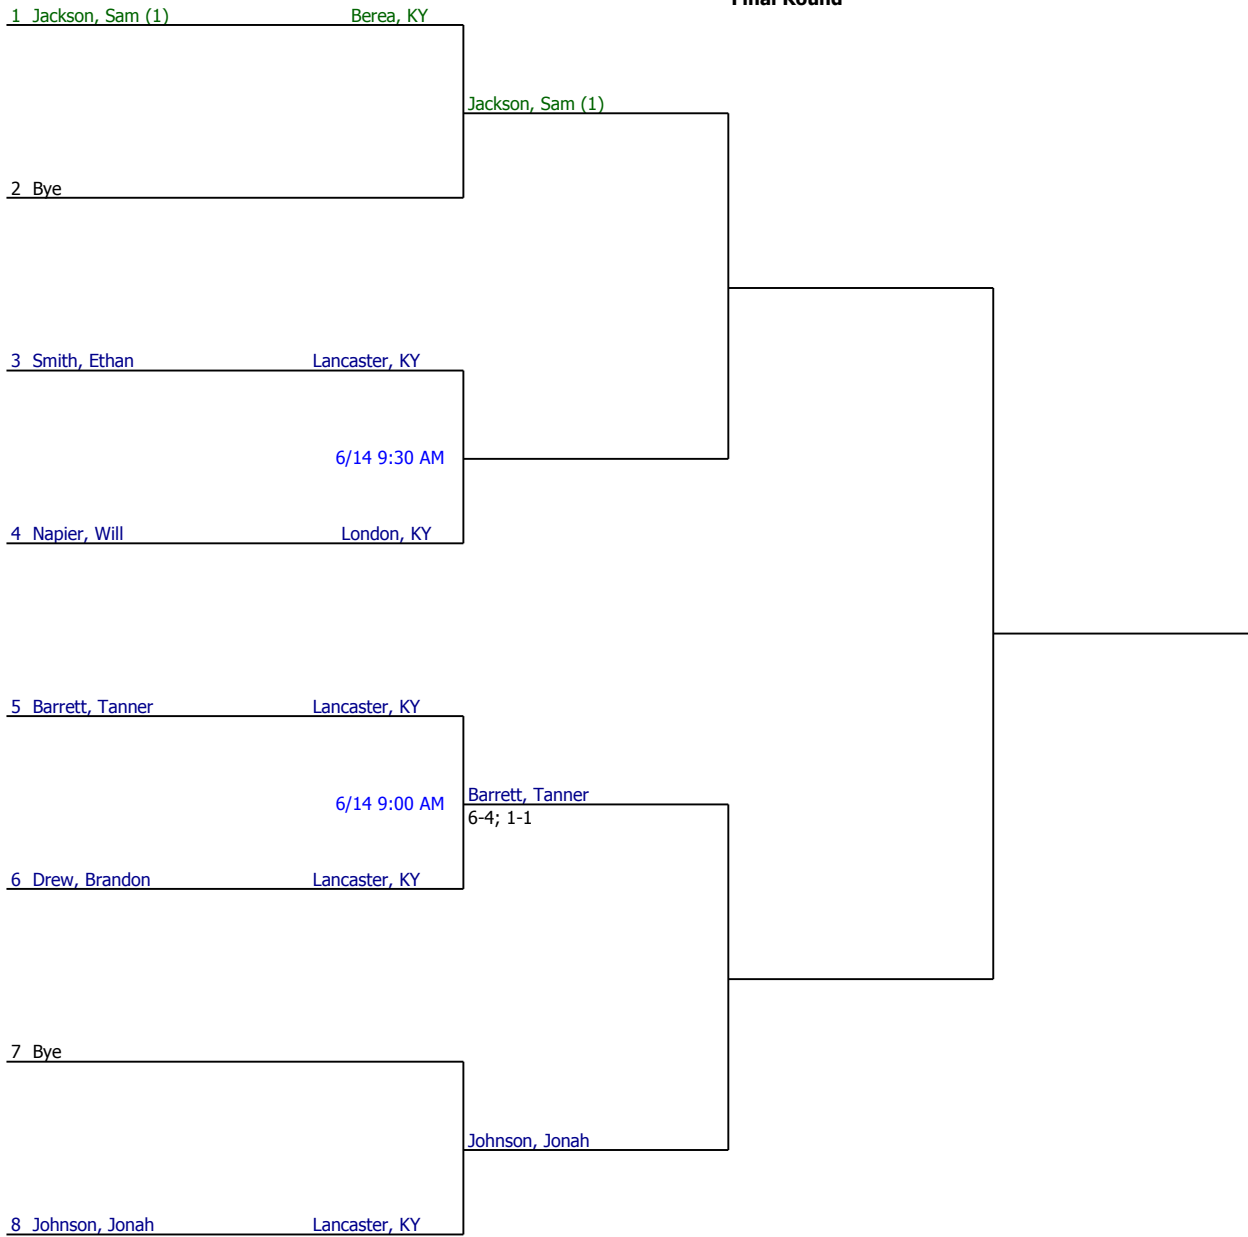 Final Round
1 Jackson, Sam (1) Berea, KY
Jackson, Sam (1)
2 Bye
3 Smith, Ethan Lancaster, KY
6/14 9:30 AM
4 Napier, Will London, KY
5 Barrett, Tanner Lancaster, KY
6/14 9:00 AM
Barrett, Tanner
6-4; 1-1
6 Drew, Brandon Lancaster, KY
7 Bye
Johnson, Jonah
8 Johnson, Jonah Lancaster, KY